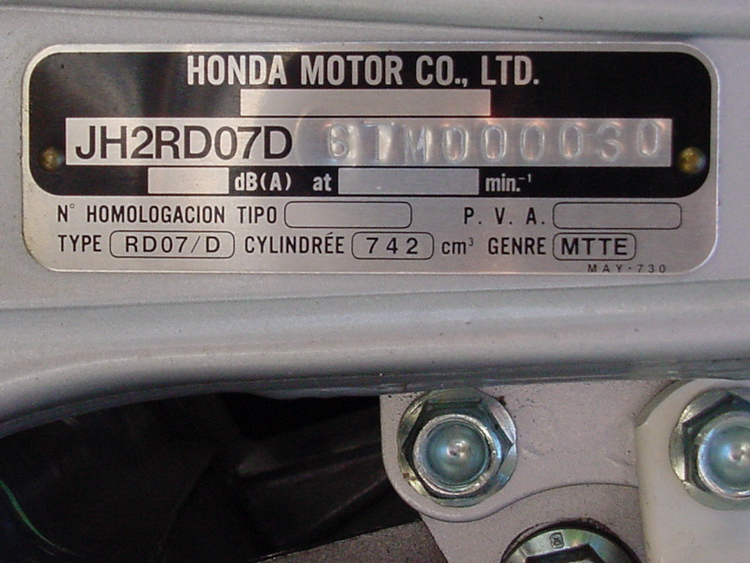 HONDA MOTOR CO., LTD.
JH2RD07D 6TM000030
dB(A) at min.⁻¹
N° HOMOLOGACION TIPO P. V. A.
TYPE RD07/D CYLINDRÉE 742 cm³ GENRE MTTE
MAY-730